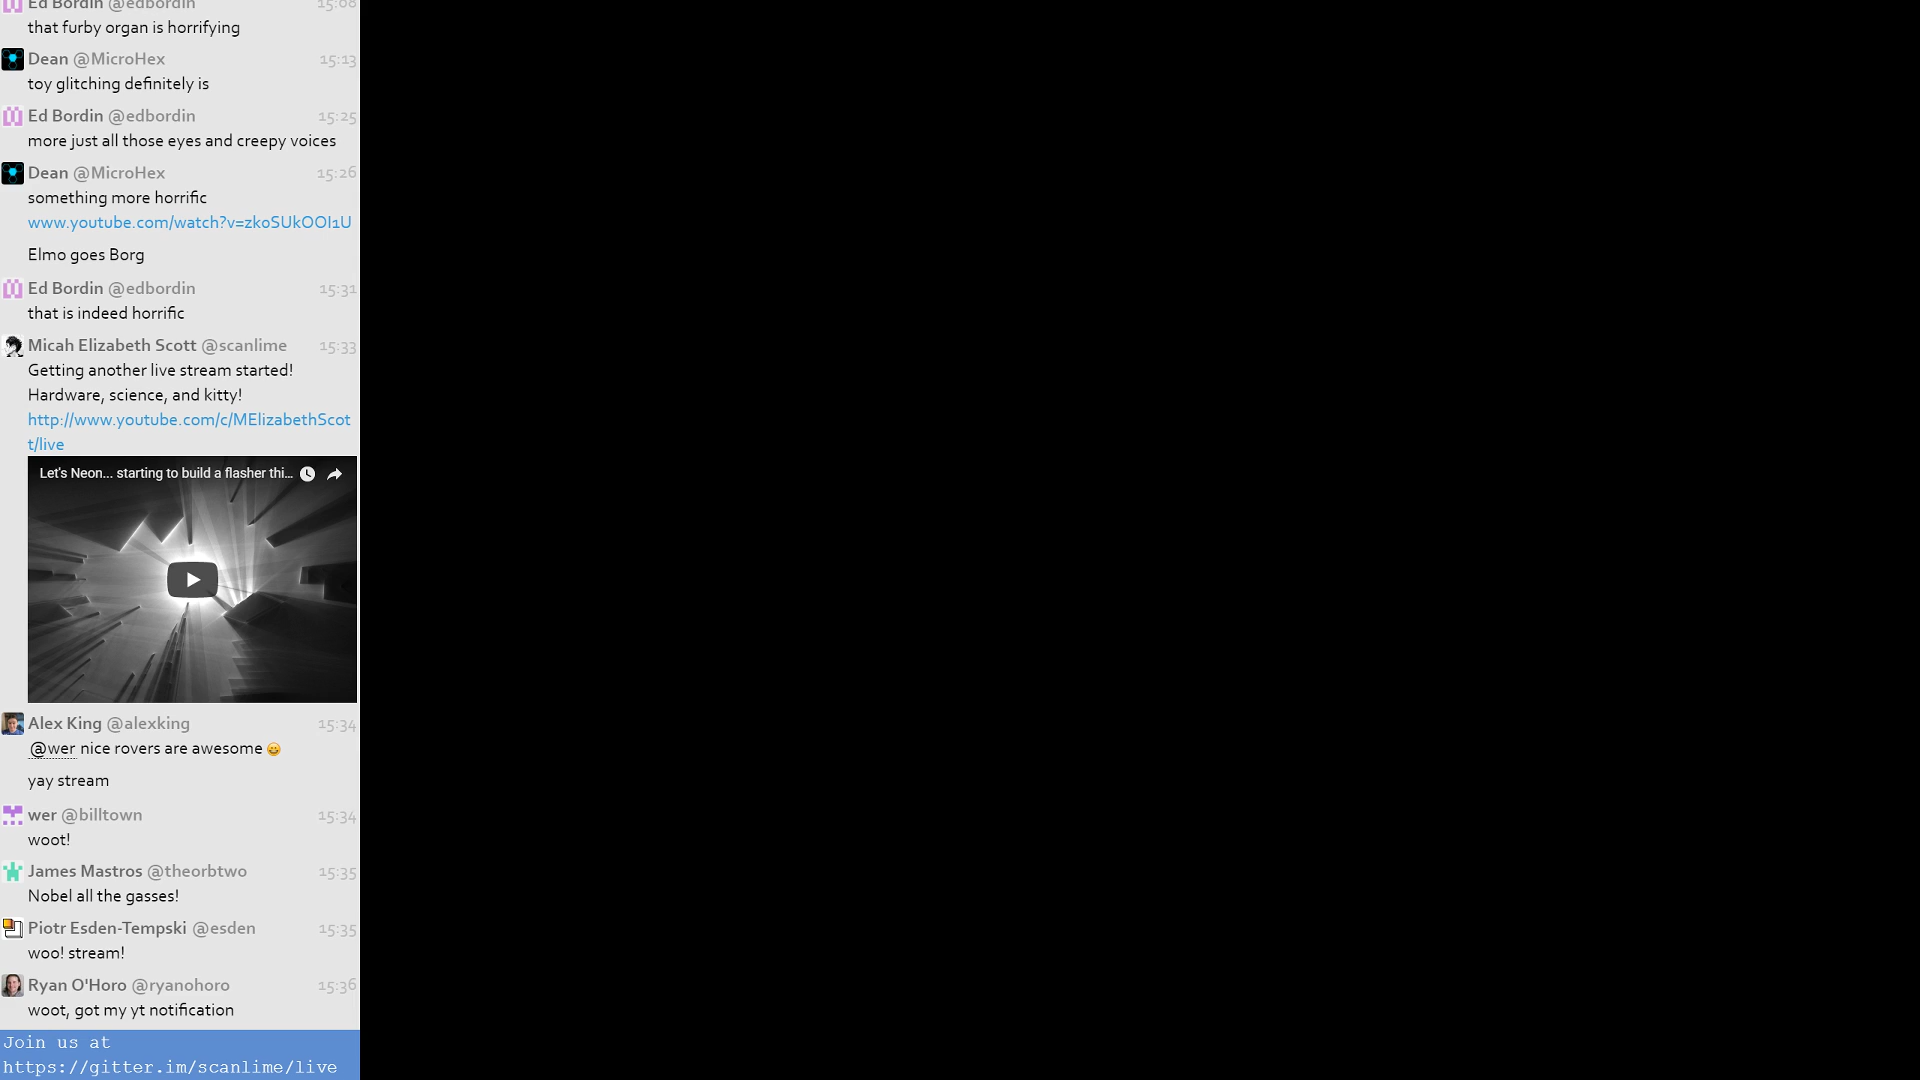 Ed Bordin @edbordin 15:08
that furby organ is horrifying
Dean @MicroHex 15:13
toy glitching definitely is
Ed Bordin @edbordin 15:25
more just all those eyes and creepy voices
Dean @MicroHex 15:26
something more horrific
www.youtube.com/watch?v=zkoSUkOOI1U
Elmo goes Borg
Ed Bordin @edbordin 15:31
that is indeed horrific
Micah Elizabeth Scott @scanlime 15:33
Getting another live stream started!
Hardware, science, and kitty!
http://www.youtube.com/c/MElizabethScot
t/live
Let's Neon... starting to build a flasher thi...
Alex King @alexking 15:34
@wer nice rovers are awesome 😄
yay stream
wer @billtown 15:34
woot!
James Mastros @theorbtwo 15:35
Nobel all the gasses!
Piotr Esden-Tempski @esden 15:35
woo! stream!
Ryan O'Horo @ryanohoro 15:36
woot, got my yt notification
Join us at
https://gitter.im/scanlime/live